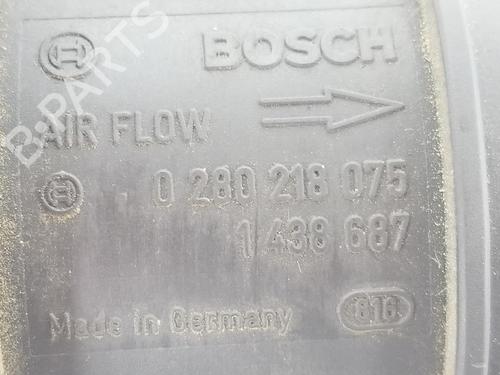 BOSCH
AIR FLOW
0 280 218 075
1 438 687
Made in Germany 816
B-PARTS